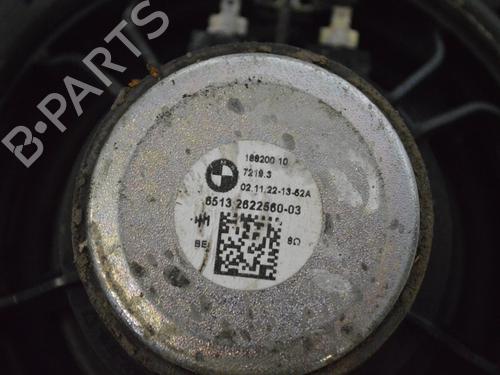 B-PARTS
188200 10
7219.3
02.11.22-13-52A
6513 2622560-03
BE 8Ω